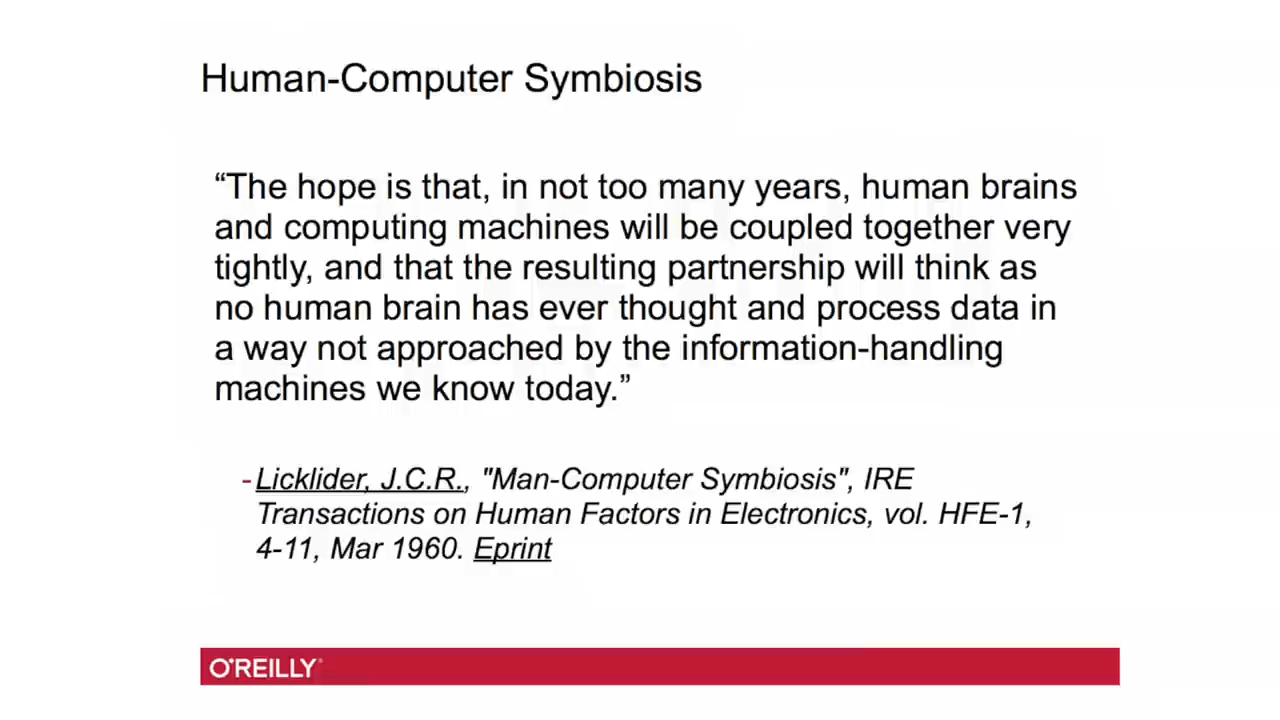 Human-Computer Symbiosis
“The hope is that, in not too many years, human brains
and computing machines will be coupled together very
tightly, and that the resulting partnership will think as
no human brain has ever thought and process data in
a way not approached by the information-handling
machines we know today.”
-Licklider, J.C.R., "Man-Computer Symbiosis", IRE
Transactions on Human Factors in Electronics, vol. HFE-1,
4-11, Mar 1960. Eprint
O'REILLY